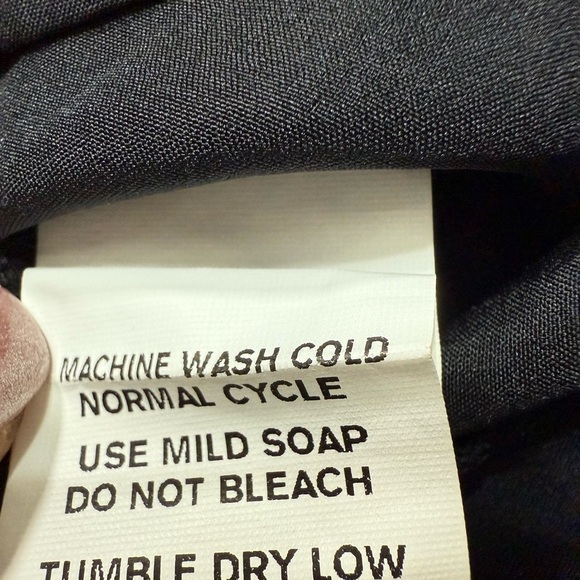 MACHINE WASH COLD
NORMAL CYCLE
USE MILD SOAP
DO NOT BLEACH
TUMBLE DRY LOW